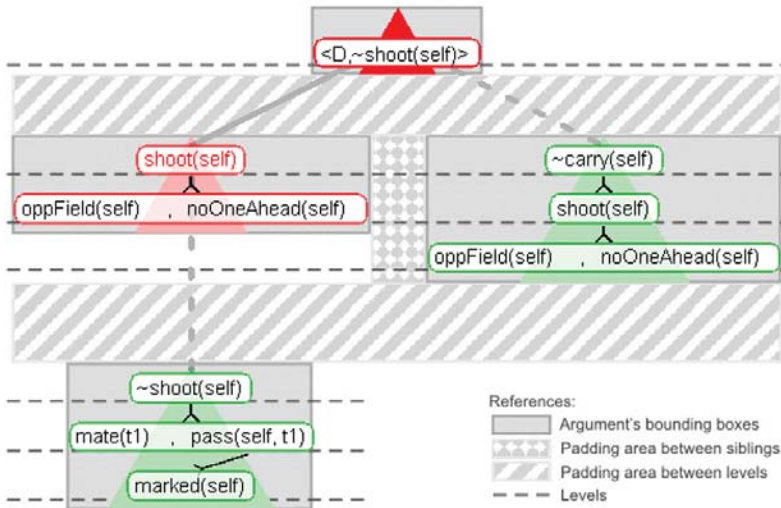 <D,~shoot(self)>
shoot(self)
~carry(self)
oppField(self) , noOneAhead(self)
shoot(self)
oppField(self) , noOneAhead(self)
~shoot(self)
mate(t1) , pass(self, t1)
marked(self)
References:
Argument's bounding boxes
Padding area between siblings
Padding area between levels
Levels